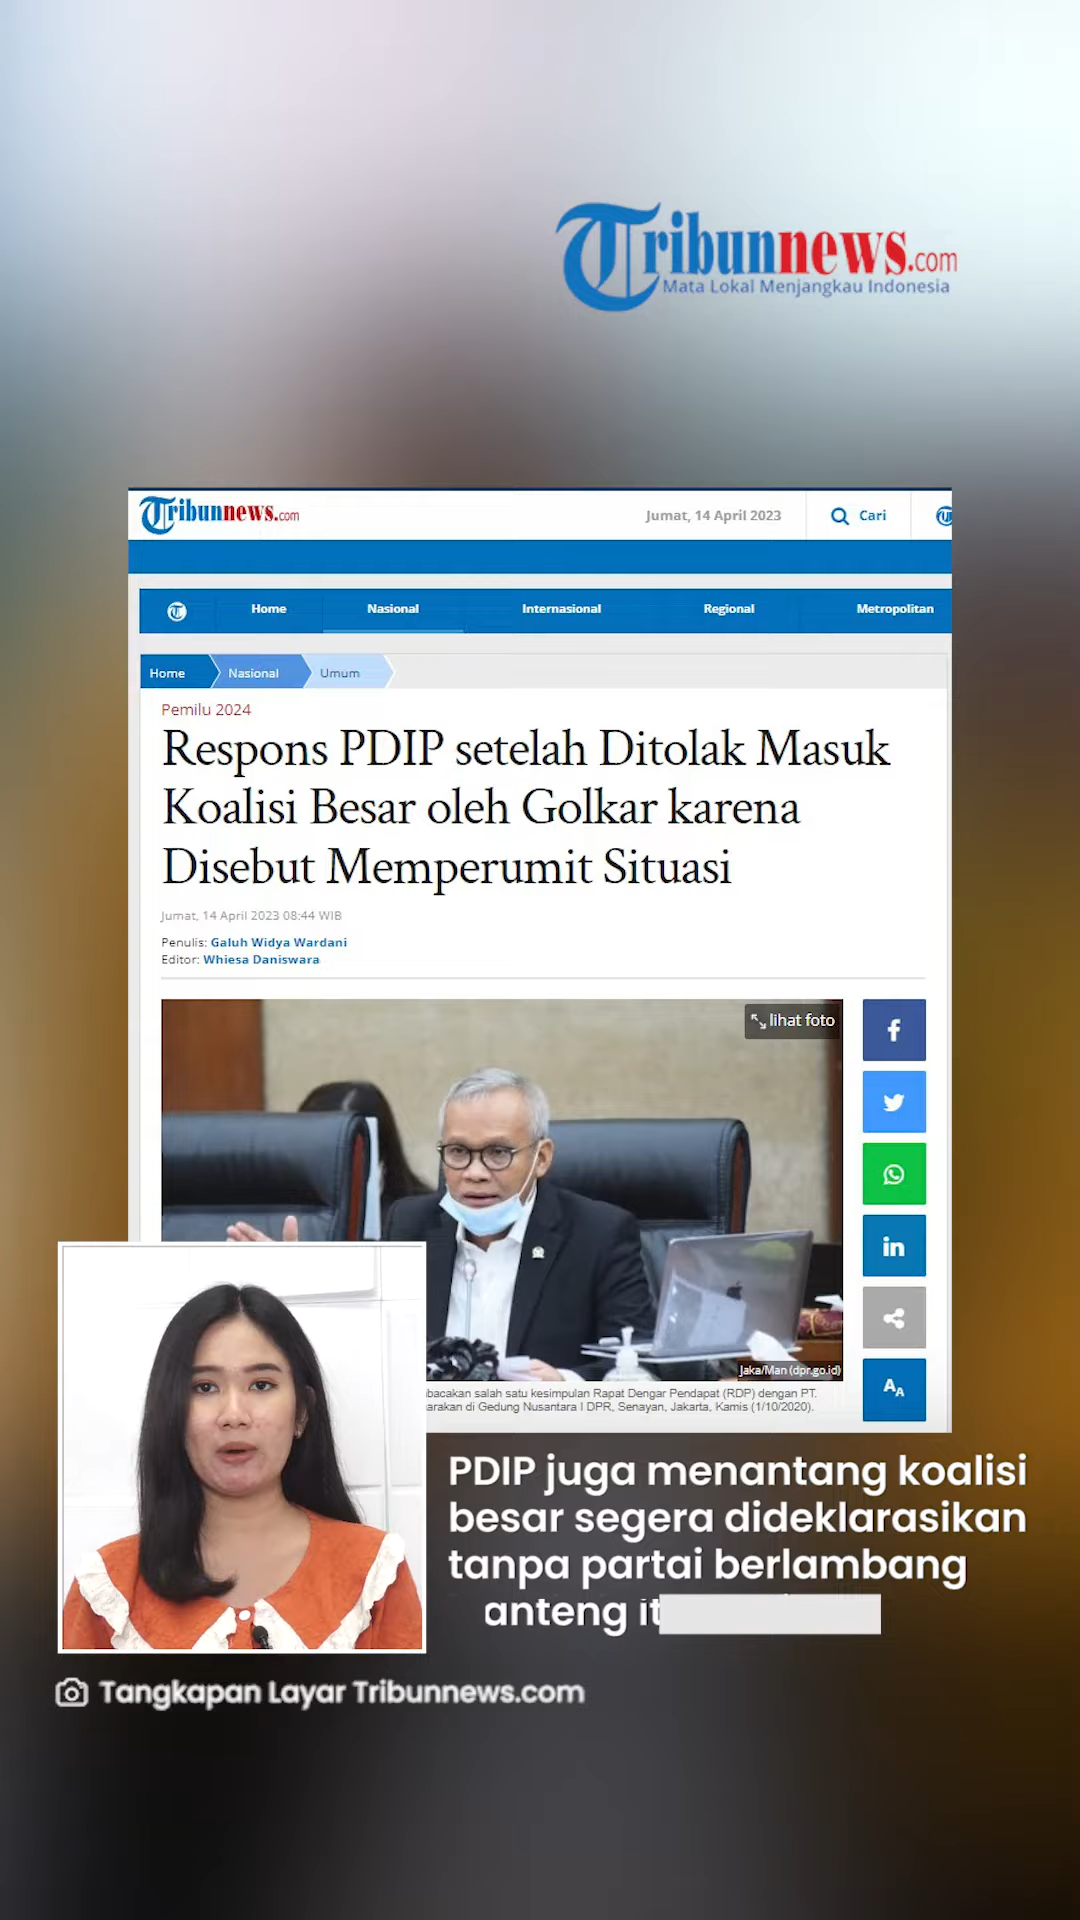 Tribunnews.com
Mata Lokal Menjangkau Indonesia
Tribunnews.com
Jumat, 14 April 2023
Cari
Home
Nasional
Internasional
Regional
Metropolitan
Home
Nasional
Umum
Pemilu 2024
Respons PDIP setelah Ditolak Masuk
Koalisi Besar oleh Golkar karena
Disebut Memperumit Situasi
Jumat, 14 April 2023 08:44 WIB
Penulis: Galuh Widya Wardani
Editor: Whiesa Daniswara
lihat foto
Jaka/Man (dpr.go.id)
bacakan salah satu kesimpulan Rapat Dengar Pendapat (RDP) dengan PT.
arakan di Gedung Nusantara I DPR, Senayan, Jakarta, Kamis (1/10/2020).
PDIP juga menantang koalisi
besar segera dideklarasikan
tanpa partai berlambang
anteng it
Tangkapan Layar Tribunnews.com